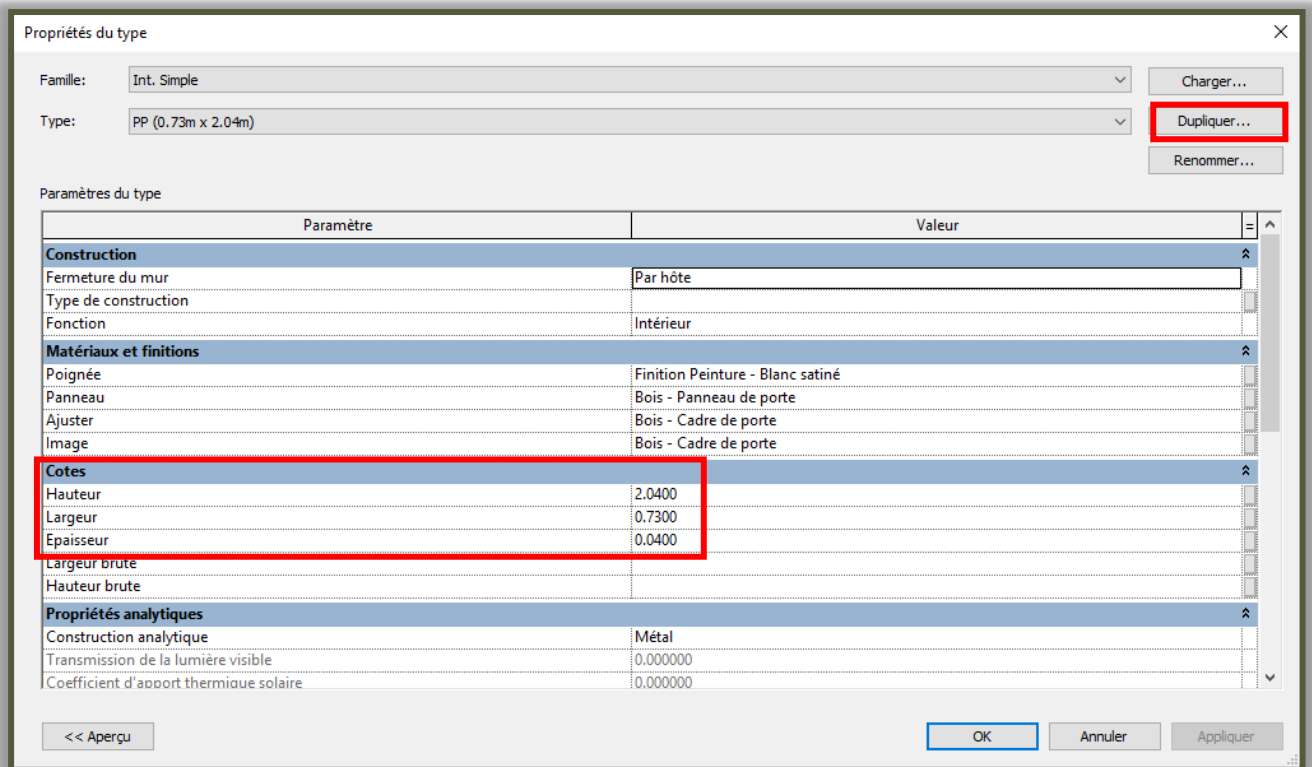 Propriétés du type
Famille: Int. Simple Charger...
Type: PP (0.73m x 2.04m) Dupliquer...
Renommer...
Paramètres du type
Paramètre Valeur =
Construction
Fermeture du mur Par hôte
Type de construction
Fonction Intérieur
Matériaux et finitions
Poignée Finition Peinture - Blanc satiné
Panneau Bois - Panneau de porte
Ajuster Bois - Cadre de porte
Image Bois - Cadre de porte
Cotes
Hauteur 2.0400
Largeur 0.7300
Epaisseur 0.0400
Largeur brute
Hauteur brute
Propriétés analytiques
Construction analytique Métal
Transmission de la lumière visible 0.000000
Coefficient d'apport thermique solaire 0.000000
<< Aperçu OK Annuler Appliquer